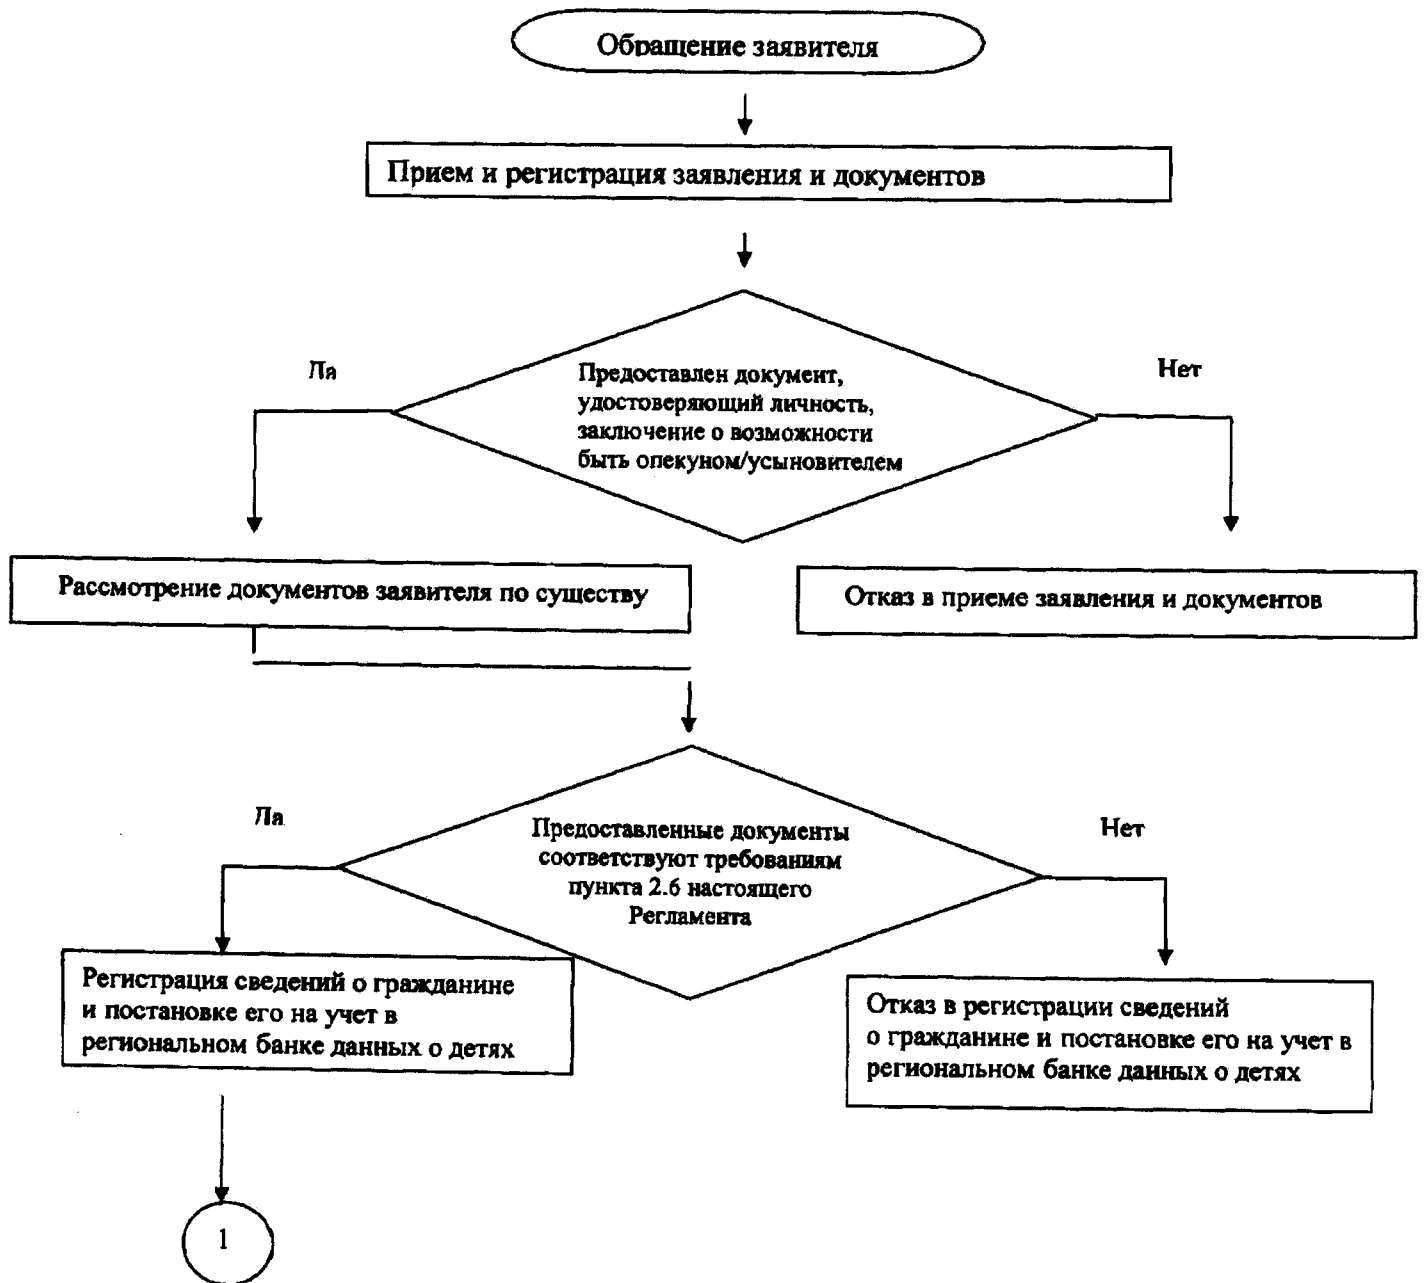 Обращение заявителя
Прием и регистрация заявления и документов
Да
Нет
Предоставлен документ,
удостоверяющий личность,
заключение о возможности
быть опекуном/усыновителем
Рассмотрение документов заявителя по существу
Отказ в приеме заявления и документов
Да
Нет
Предоставленные документы
соответствуют требованиям
пункта 2.6 настоящего
Регламента
Регистрация сведений о гражданине
и постановке его на учет в
региональном банке данных о детях
Отказ в регистрации сведений
о гражданине и постановке его на учет в
региональном банке данных о детях
1